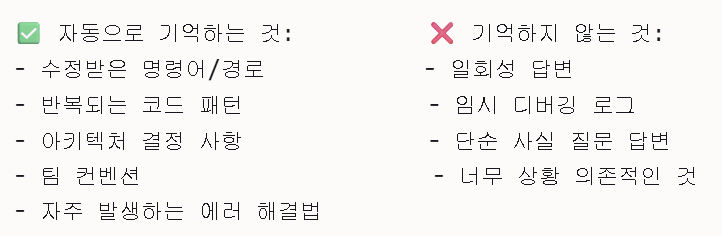 ✅ 자동으로 기억하는 것:
- 수정받은 명령어/경로
- 반복되는 코드 패턴
- 아키텍처 결정 사항
- 팀 컨벤션
- 자주 발생하는 에러 해결법
❌ 기억하지 않는 것:
- 일회성 답변
- 임시 디버깅 로그
- 단순 사실 질문 답변
- 너무 상황 의존적인 것